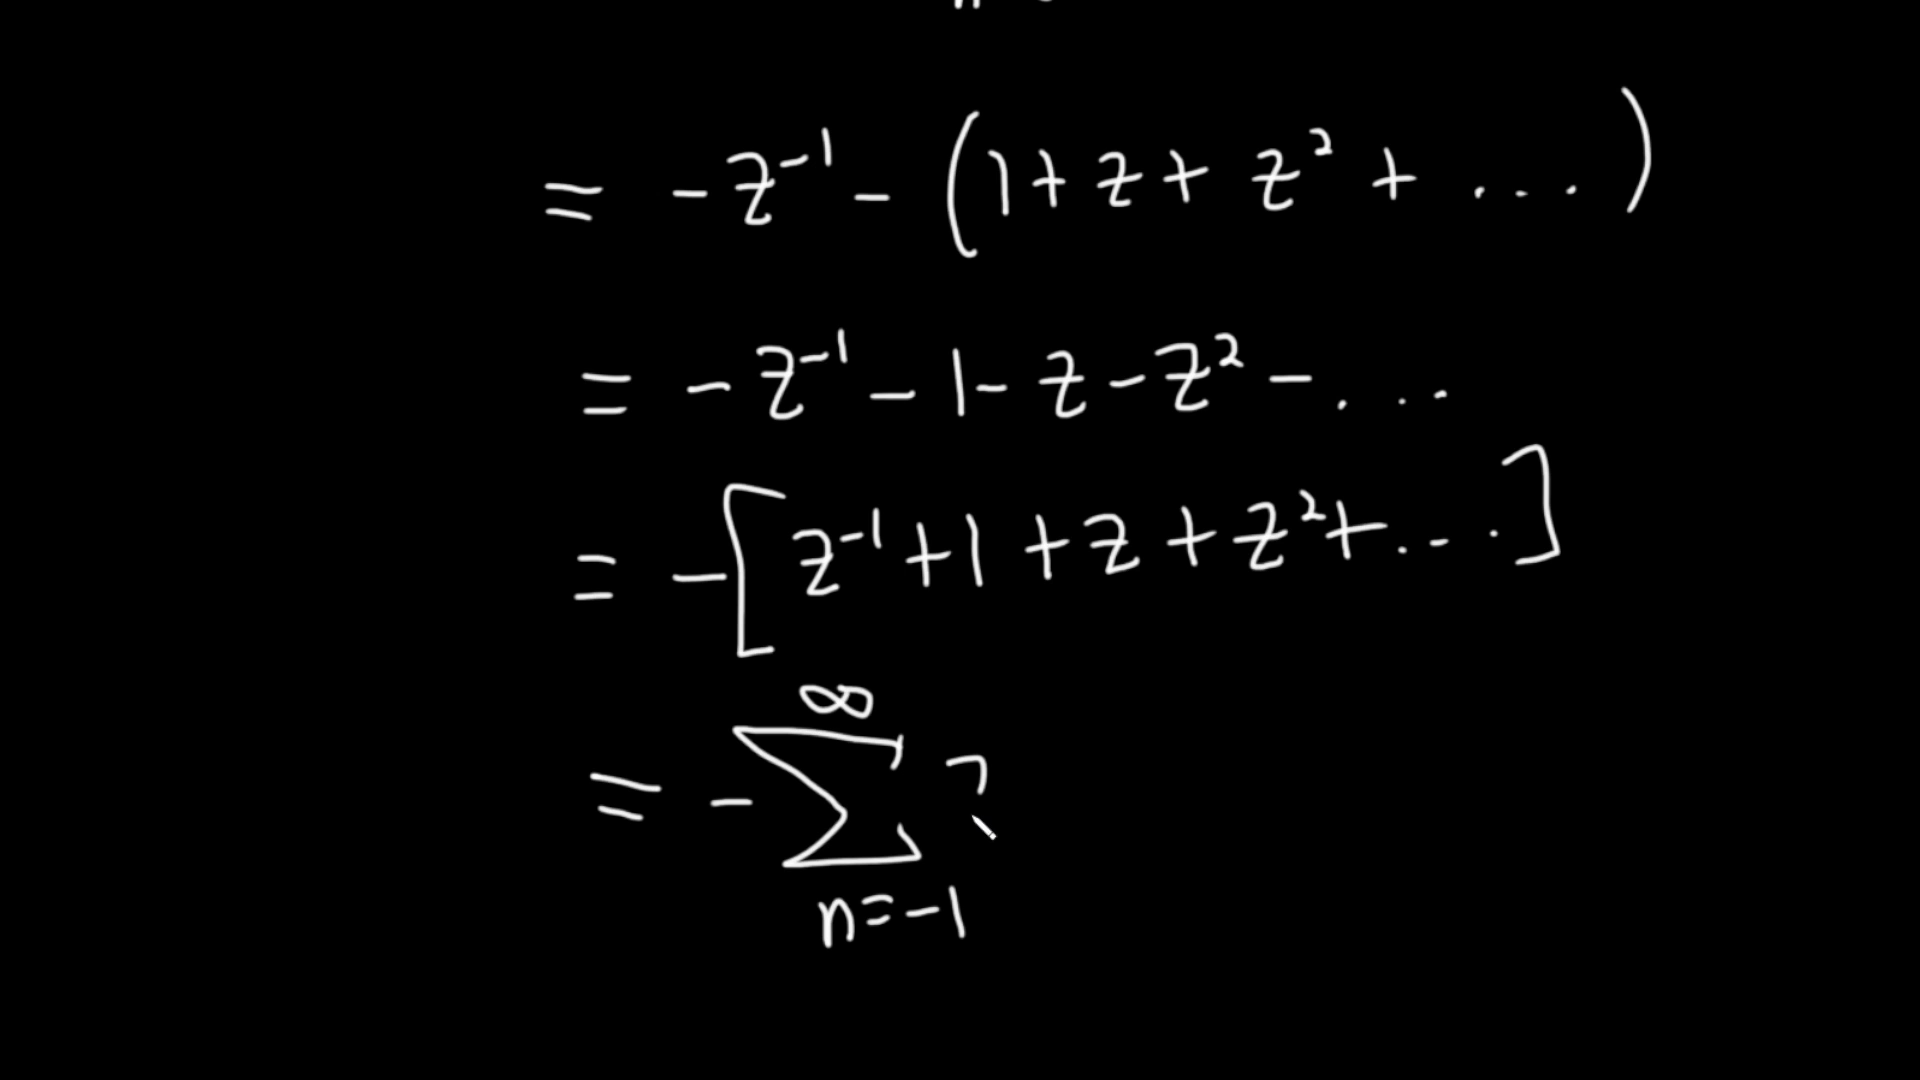 = -z⁻¹ - (1 + z + z² + ...)
= -z⁻¹ - 1 - z - z² - ...
= -[z⁻¹ + 1 + z + z² + ...]
∞
= -∑
n=-1